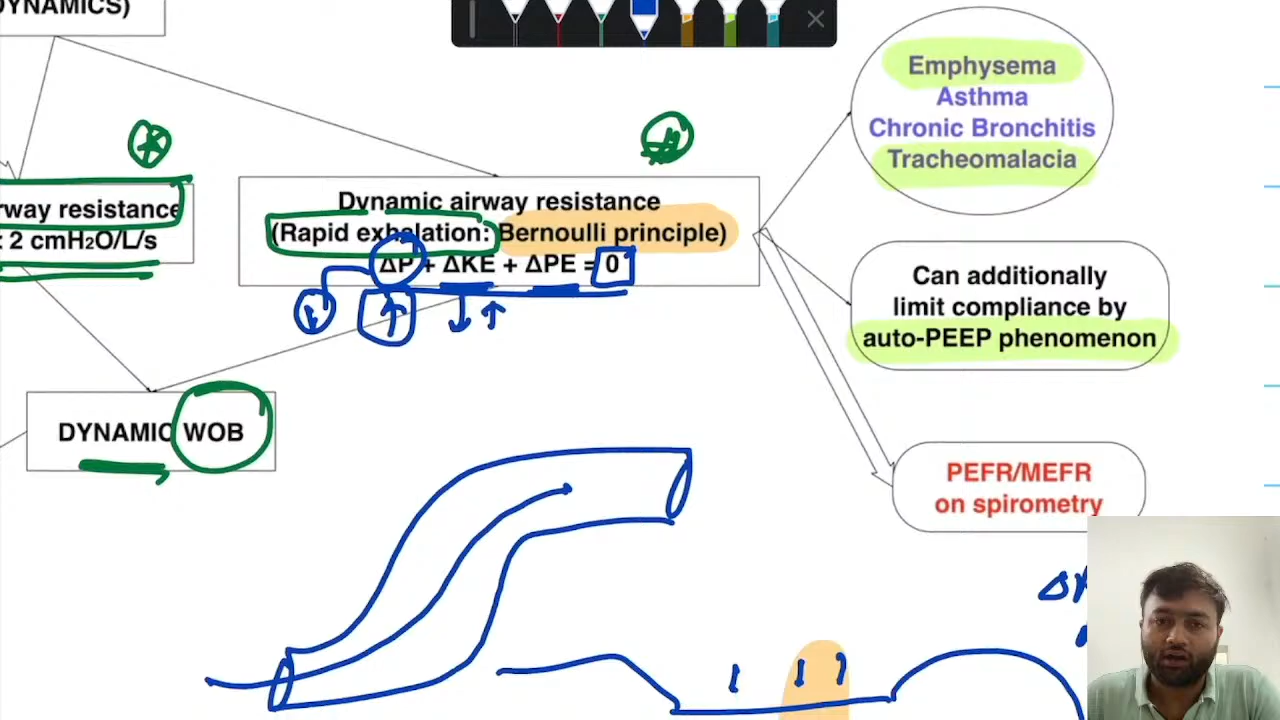 DYNAMICS)
rway resistance
: 2 cmH₂O/L/s
Dynamic airway resistance
(Rapid exhalation: Bernoulli principle)
ΔP + ΔKE + ΔPE = 0
DYNAMIC WOB
Emphysema
Asthma
Chronic Bronchitis
Tracheomalacia
Can additionally
limit compliance by
auto-PEEP phenomenon
PEFR/MEFR
on spirometry